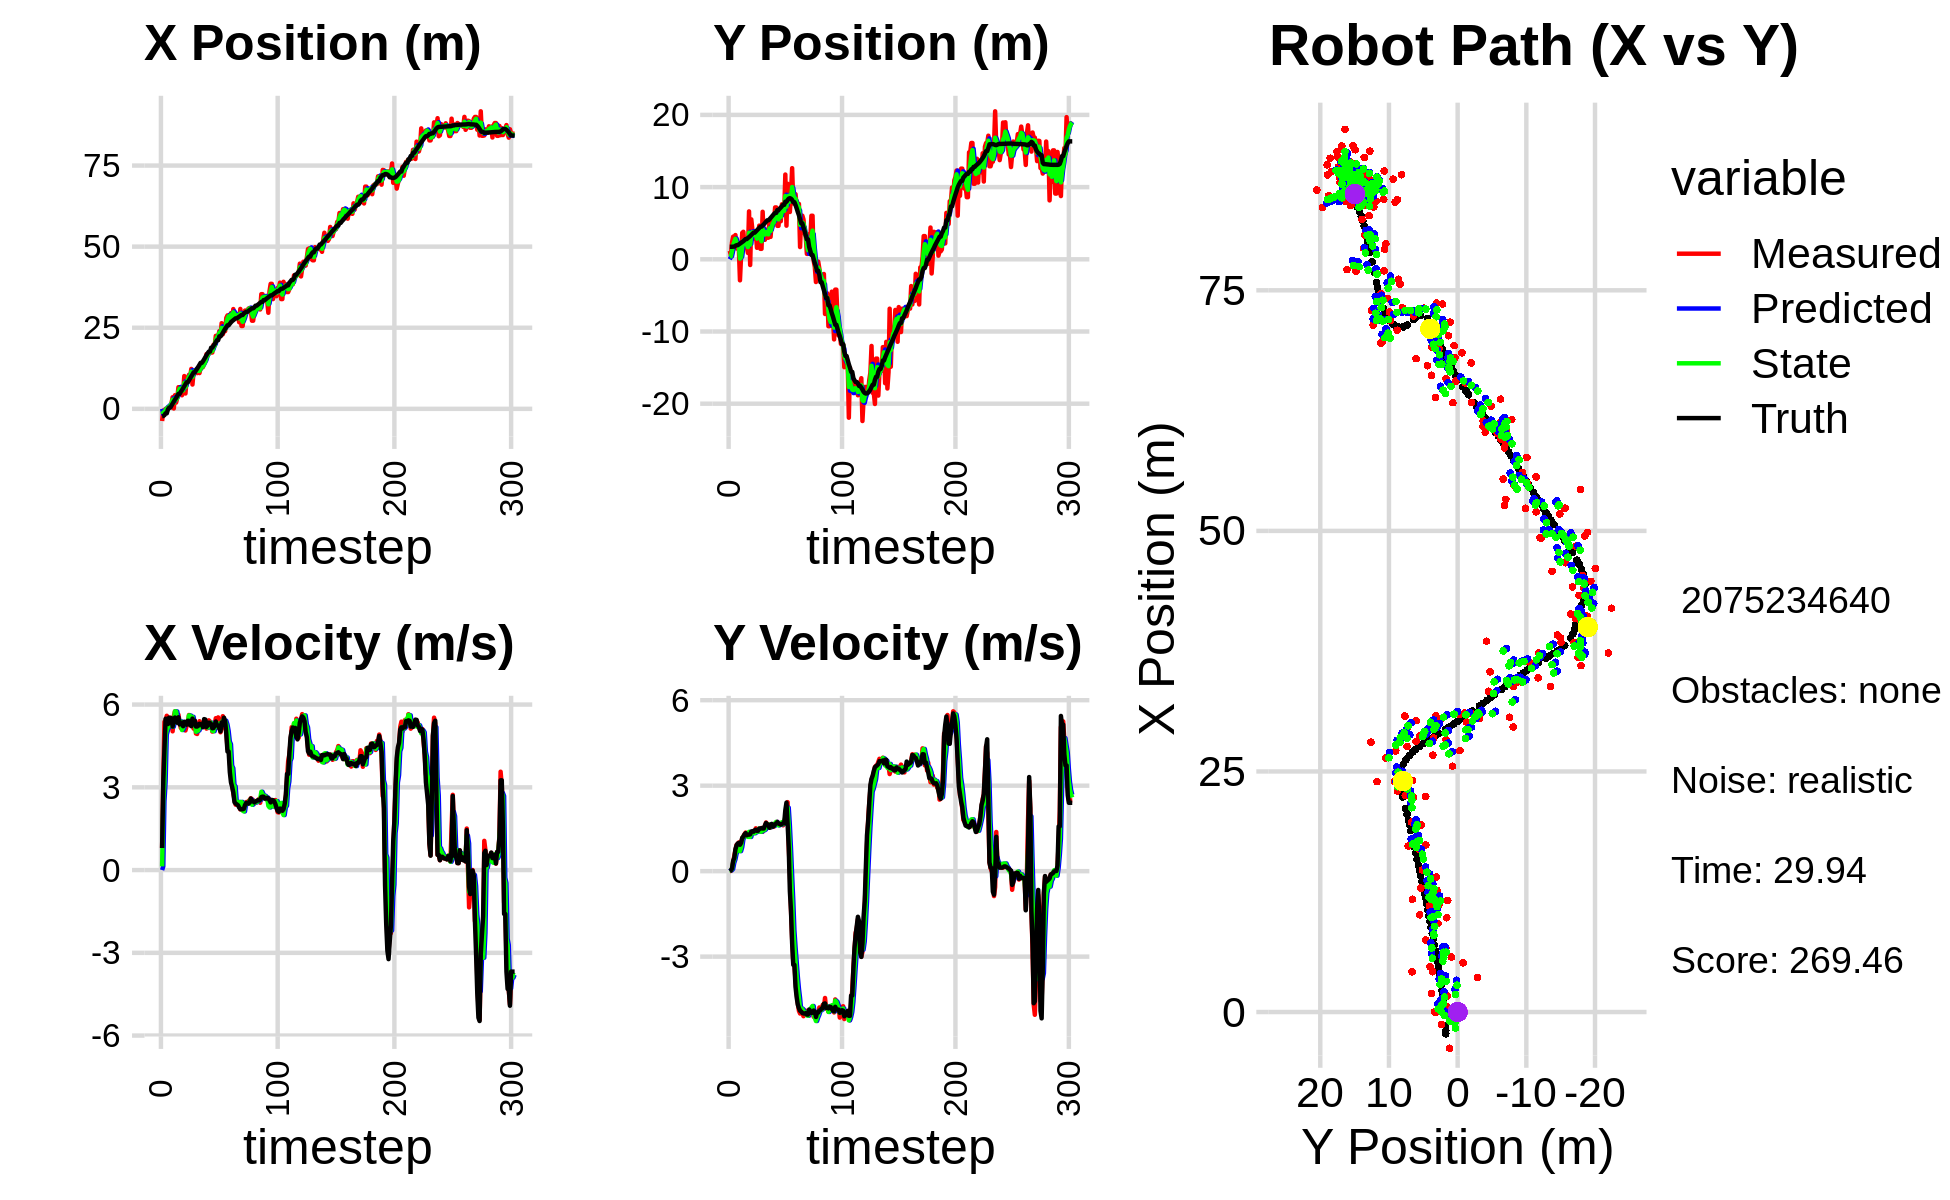 X Position (m)
75
50
25
0
0
100
200
300
timestep
Y Position (m)
20
10
0
-10
-20
0
100
200
300
timestep
X Velocity (m/s)
6
3
0
-3
-6
0
100
200
300
timestep
Y Velocity (m/s)
6
3
0
-3
0
100
200
300
timestep
Robot Path (X vs Y)
X Position (m)
75
50
25
0
20 10 0 -10 -20
Y Position (m)
variable
Measured
Predicted
State
Truth
2075234640
Obstacles: none
Noise: realistic
Time: 29.94
Score: 269.46